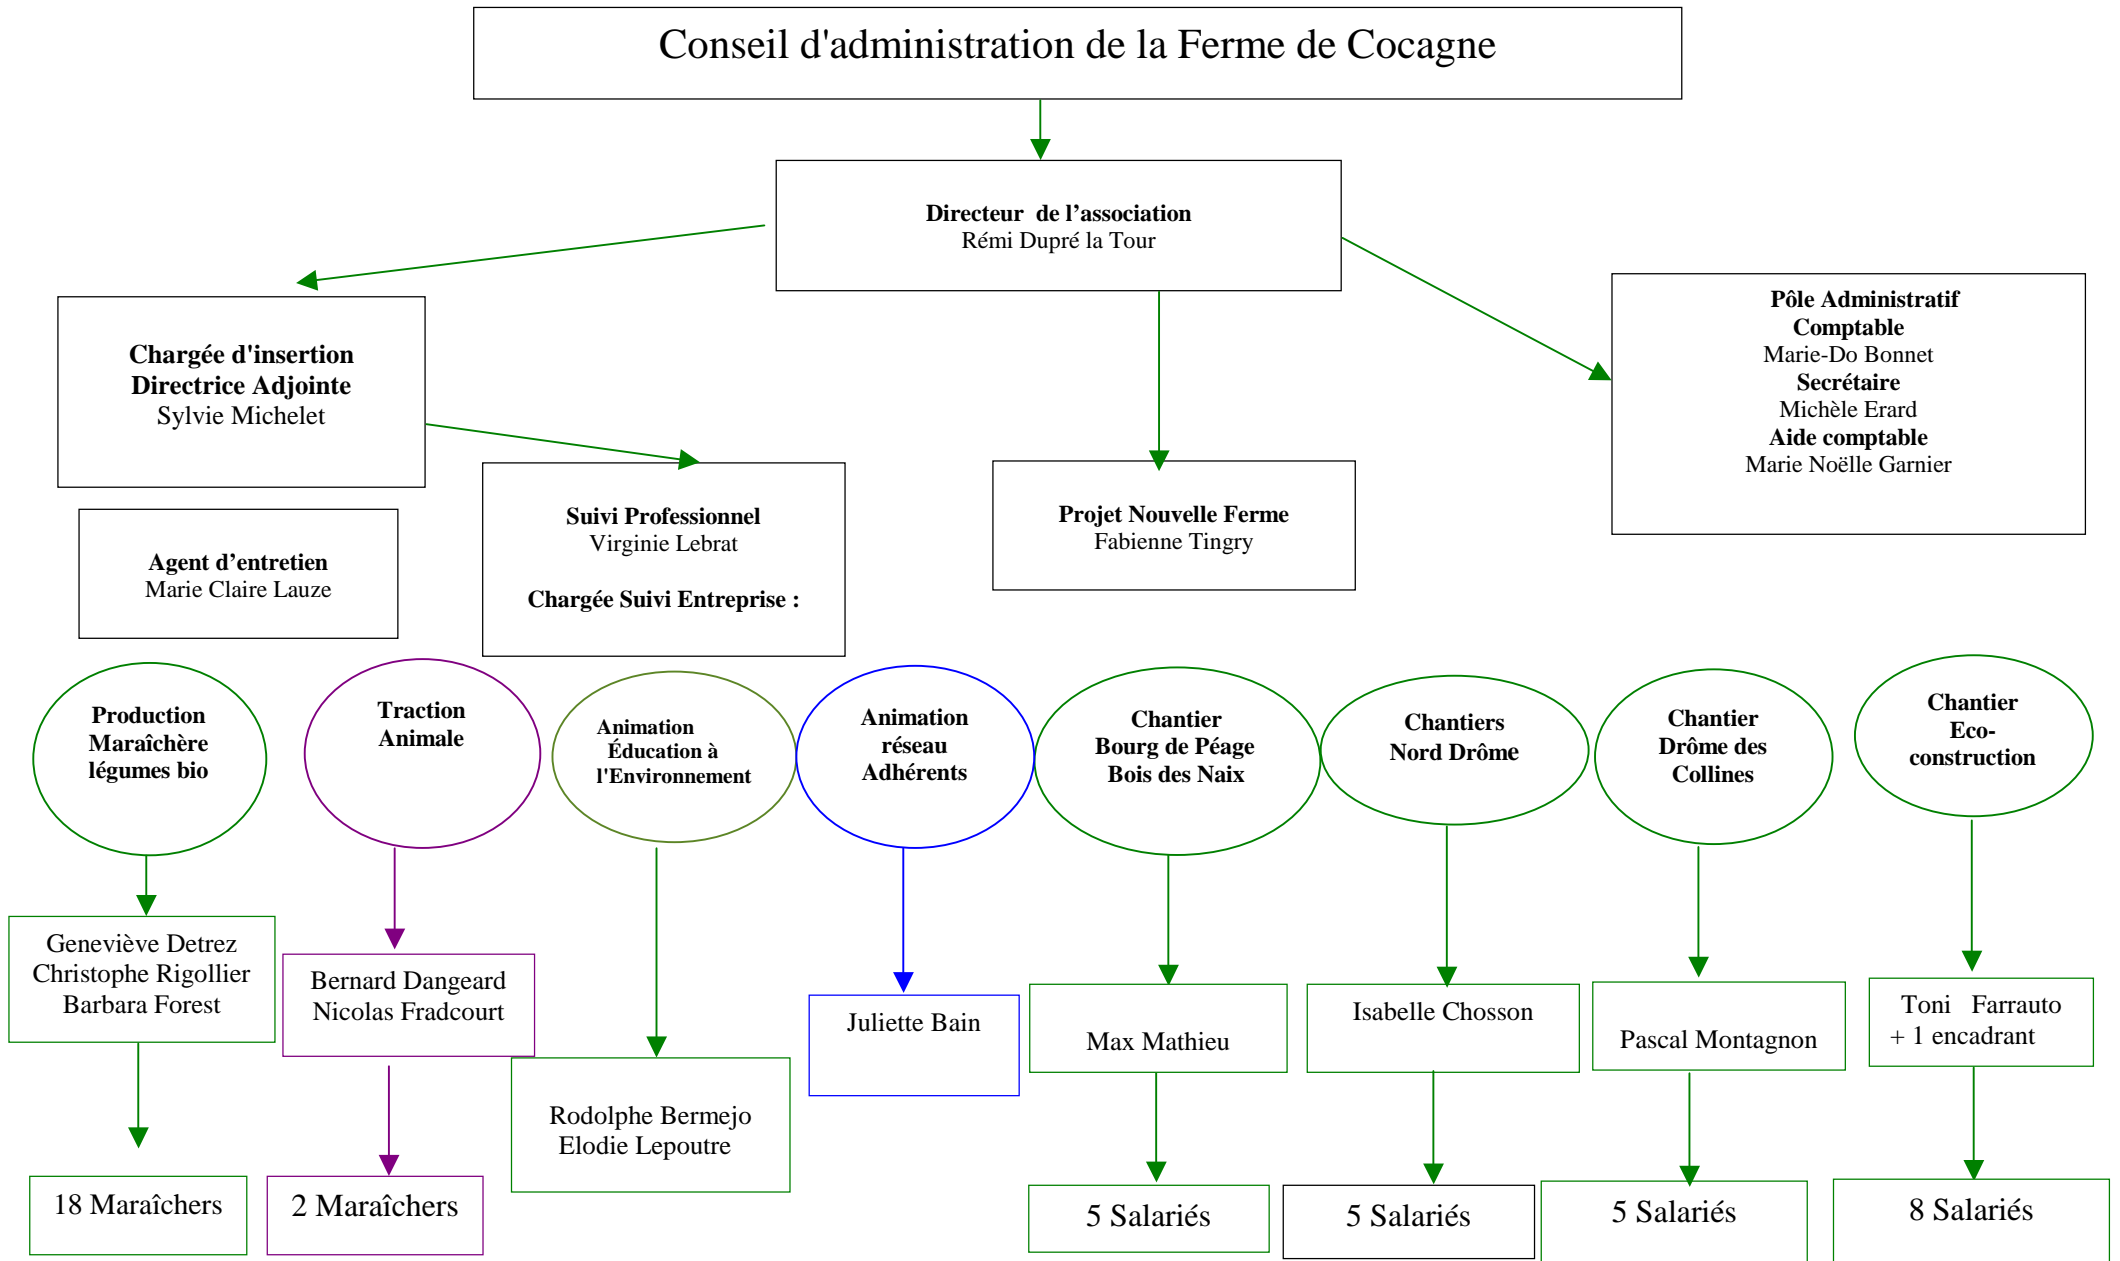 Conseil d'administration de la Ferme de Cocagne
Directeur de l’association
Rémi Dupré la Tour
Chargée d'insertion
Directrice Adjointe
Sylvie Michelet
Pôle Administratif
Comptable
Marie-Do Bonnet
Secrétaire
Michèle Erard
Aide comptable
Marie Noëlle Garnier
Agent d’entretien
Marie Claire Lauze
Suivi Professionnel
Virginie Lebrat
Chargée Suivi Entreprise :
Projet Nouvelle Ferme
Fabienne Tingry
Production
Maraîchère
légumes bio
Traction
Animale
Animation
Éducation à
l'Environnement
Animation
réseau
Adhérents
Chantier
Bourg de Péage
Bois des Naix
Chantiers
Nord Drôme
Chantier
Drôme des
Collines
Chantier
Eco-
construction
Geneviève Detrez
Christophe Rigollier
Barbara Forest
Bernard Dangeard
Nicolas Fradcourt
Rodolphe Bermejo
Elodie Lepoutre
Juliette Bain
Max Mathieu
Isabelle Chosson
Pascal Montagnon
Toni Farrauto
+ 1 encadrant
18 Maraîchers
2 Maraîchers
5 Salariés
5 Salariés
5 Salariés
8 Salariés